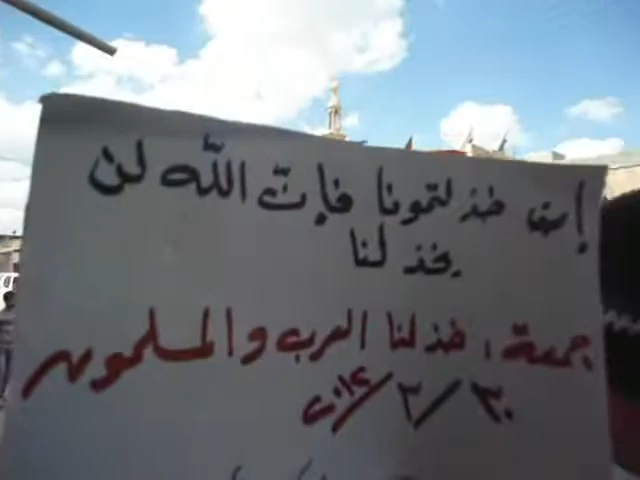 إن خذلتمونا فإن الله لن
يخذلنا
جمعة : خذلنا العرب والمسلمون
٣٠/٣/٢٠١٢